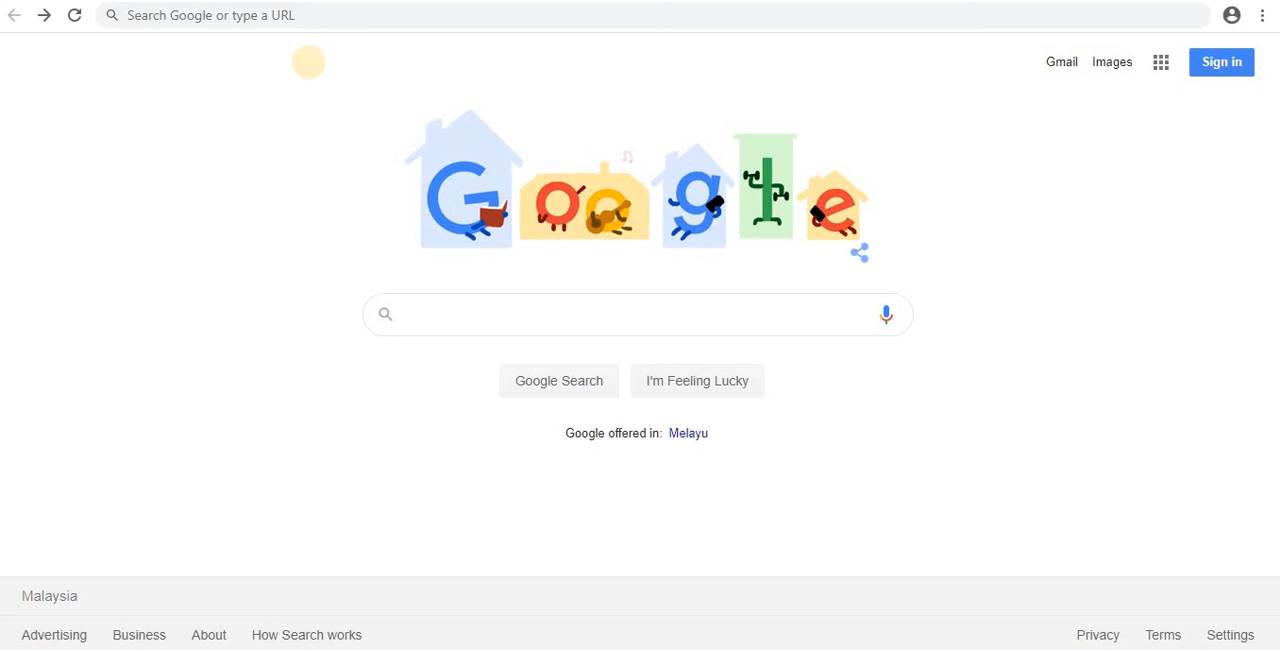 Search Google or type a URL
Gmail Images Sign in
Google
Google Search I'm Feeling Lucky
Google offered in: Melayu
Malaysia
Advertising Business About How Search works Privacy Terms Settings